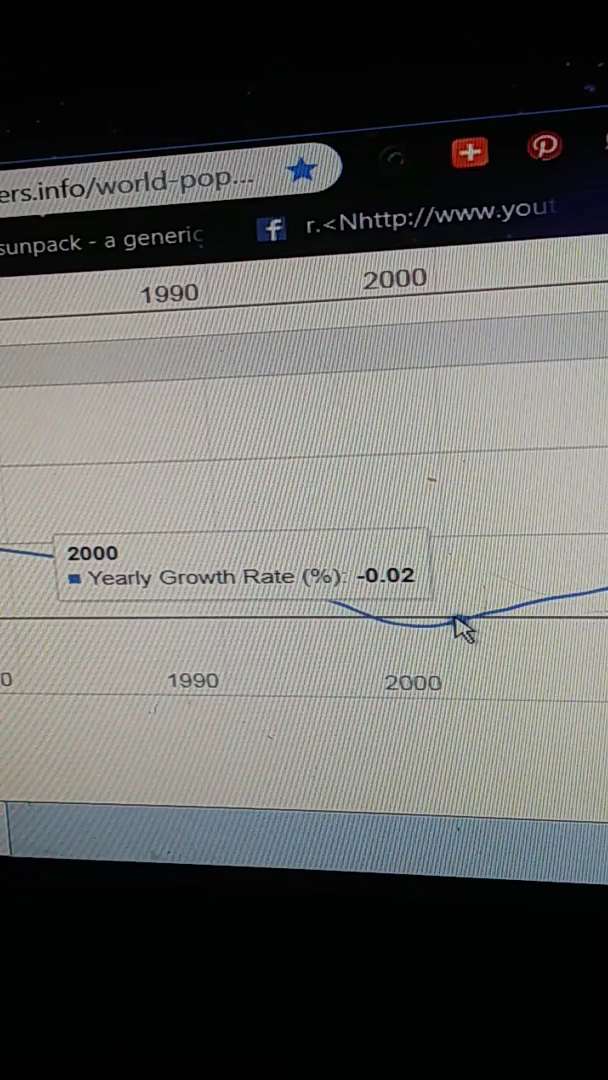 ers.info/world-pop...
sunpack - a generic
r.<Nhttp://www.yout
1990 2000
2000
Yearly Growth Rate (%): -0.02
0 1990 2000